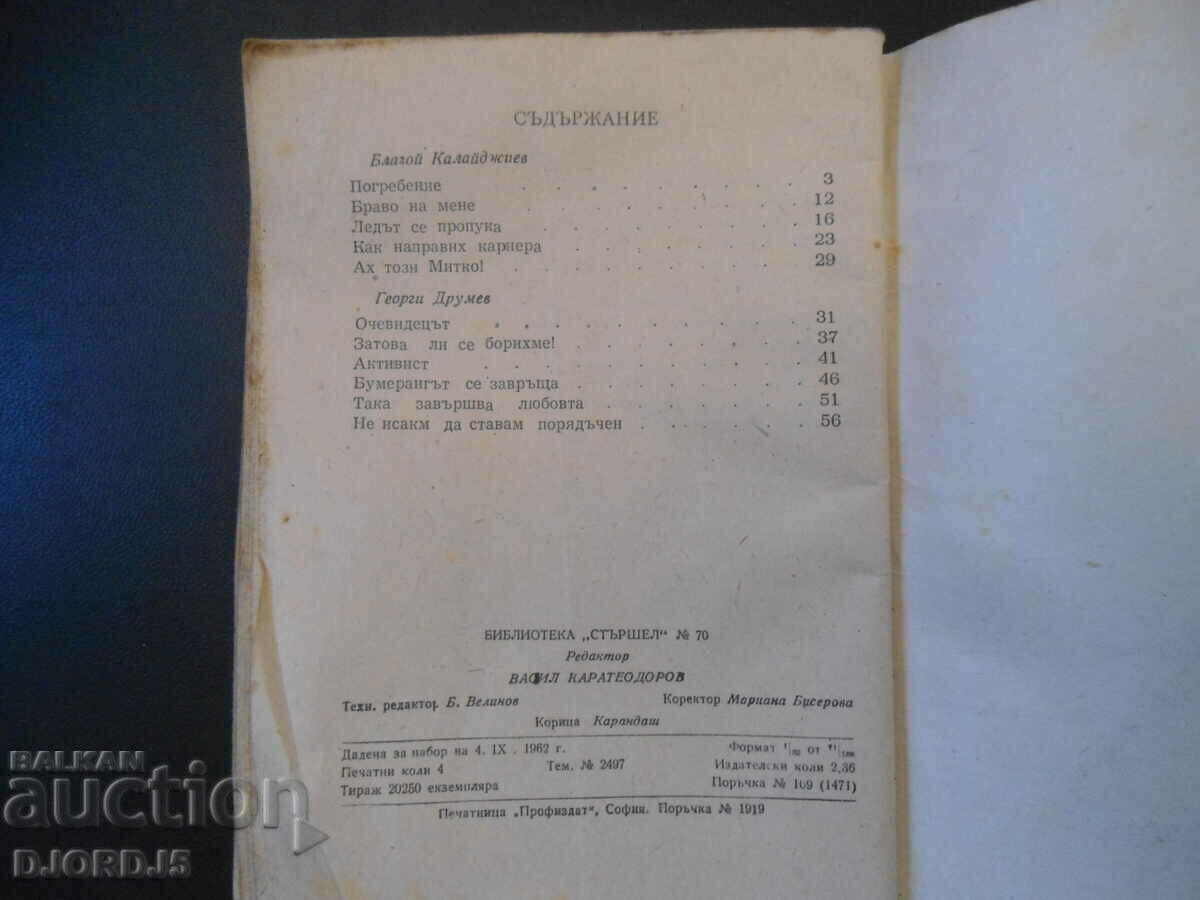 СЪДЪРЖАНИЕ
Благой Калайджиев
Погребение . . . . . . . . 3
Браво на мене . . . . . . . 12
Ледът се пропука . . . . . . . 16
Как направих кариера . . . . . . . 23
Ах този Митко! . . . . . . . . 29
Георги Друмев
Очевидецът . . . . . . . . 31
Затова ли се борихме! . . . . . . 37
Активист . . . . . . . . . 41
Бумерангът се завръща . . . . . . 46
Така завършва любовта . . . . . . 51
Не исакм да ставам порядъчен . . . . . 56
БИБЛИОТЕКА „СТЪРШЕЛ" № 70
Редактор
ВАСИЛ КАРАТЕОДОРОВ
Техн. редактор Б. Велинов Коректор Мариана Бисерова
Корица Карандаш
Дадена за набор на 4. IX. 1962 г. Формат от
Печатни коли 4 Тем. № 2497 Издателски коли 2,36
Тираж 20250 екземпляра Поръчка № 109 (1471)
Печатница „Профиздат", София. Поръчка № 1919
BALKAN
auction
DJORDJ5